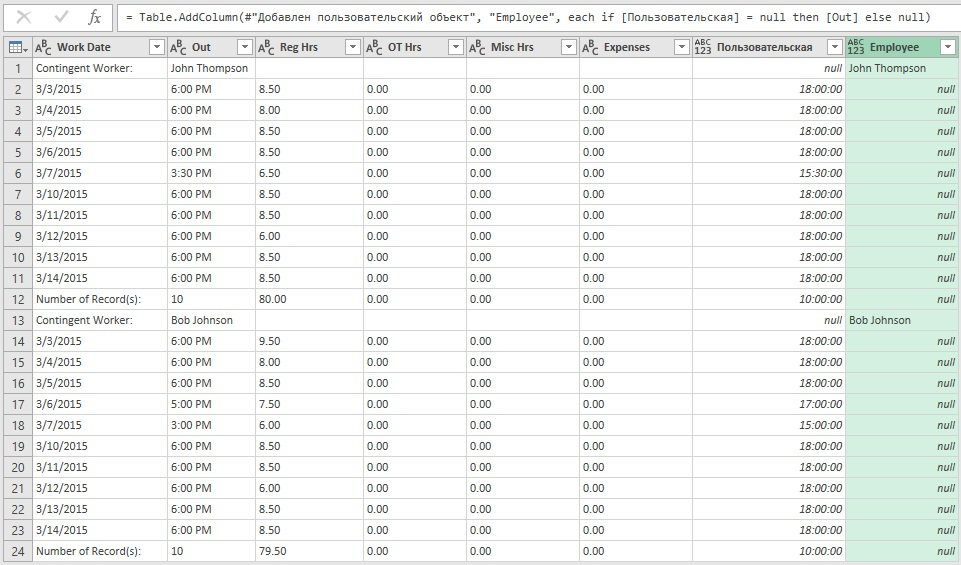 fx = Table.AddColumn(#"Добавлен пользовательский объект", "Employee", each if [Пользовательская] = null then [Out] else null)
ABC Work Date ABC Out ABC Reg Hrs ABC OT Hrs ABC Misc Hrs ABC Expenses ABC 123 Пользовательская ABC 123 Employee
1 Contingent Worker: John Thompson null John Thompson
2 3/3/2015 6:00 PM 8.50 0.00 0.00 0.00 18:00:00 null
3 3/4/2015 6:00 PM 8.00 0.00 0.00 0.00 18:00:00 null
4 3/5/2015 6:00 PM 8.50 0.00 0.00 0.00 18:00:00 null
5 3/6/2015 6:00 PM 8.50 0.00 0.00 0.00 18:00:00 null
6 3/7/2015 3:30 PM 6.50 0.00 0.00 0.00 15:30:00 null
7 3/10/2015 6:00 PM 8.50 0.00 0.00 0.00 18:00:00 null
8 3/11/2015 6:00 PM 8.50 0.00 0.00 0.00 18:00:00 null
9 3/12/2015 6:00 PM 6.00 0.00 0.00 0.00 18:00:00 null
10 3/13/2015 6:00 PM 8.50 0.00 0.00 0.00 18:00:00 null
11 3/14/2015 6:00 PM 8.50 0.00 0.00 0.00 18:00:00 null
12 Number of Record(s): 10 80.00 0.00 0.00 0.00 10:00:00 null
13 Contingent Worker: Bob Johnson null Bob Johnson
14 3/3/2015 6:00 PM 9.50 0.00 0.00 0.00 18:00:00 null
15 3/4/2015 6:00 PM 8.00 0.00 0.00 0.00 18:00:00 null
16 3/5/2015 6:00 PM 8.50 0.00 0.00 0.00 18:00:00 null
17 3/6/2015 5:00 PM 7.50 0.00 0.00 0.00 17:00:00 null
18 3/7/2015 3:00 PM 6.00 0.00 0.00 0.00 15:00:00 null
19 3/10/2015 6:00 PM 8.50 0.00 0.00 0.00 18:00:00 null
20 3/11/2015 6:00 PM 8.50 0.00 0.00 0.00 18:00:00 null
21 3/12/2015 6:00 PM 6.00 0.00 0.00 0.00 18:00:00 null
22 3/13/2015 6:00 PM 8.50 0.00 0.00 0.00 18:00:00 null
23 3/14/2015 6:00 PM 8.50 0.00 0.00 0.00 18:00:00 null
24 Number of Record(s): 10 79.50 0.00 0.00 0.00 10:00:00 null